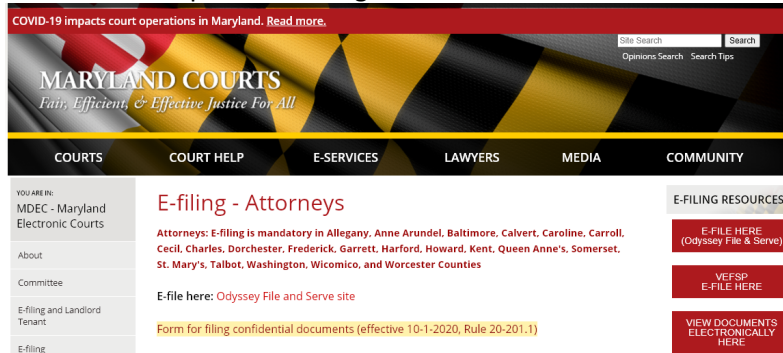 COVID-19 impacts court operations in Maryland. Read more.
Site Search Search
Opinions Search Search Tips
MARYLAND COURTS
Fair, Efficient, & Effective Justice For All
COURTS COURT HELP E-SERVICES LAWYERS MEDIA COMMUNITY
YOU ARE IN:
MDEC - Maryland
Electronic Courts
About
Committee
E-filing and Landlord
Tenant
E-filing
E-filing - Attorneys
Attorneys: E-filing is mandatory in Allegany, Anne Arundel, Baltimore, Calvert, Caroline, Carroll,
Cecil, Charles, Dorchester, Frederick, Garrett, Harford, Howard, Kent, Queen Anne's, Somerset,
St. Mary's, Talbot, Washington, Wicomico, and Worcester Counties
E-file here: Odyssey File and Serve site
Form for filing confidential documents (effective 10-1-2020, Rule 20-201.1)
E-FILING RESOURCES
E-FILE HERE
(Odyssey File & Serve)
VEFSP
E-FILE HERE
VIEW DOCUMENTS
ELECTRONICALLY
HERE